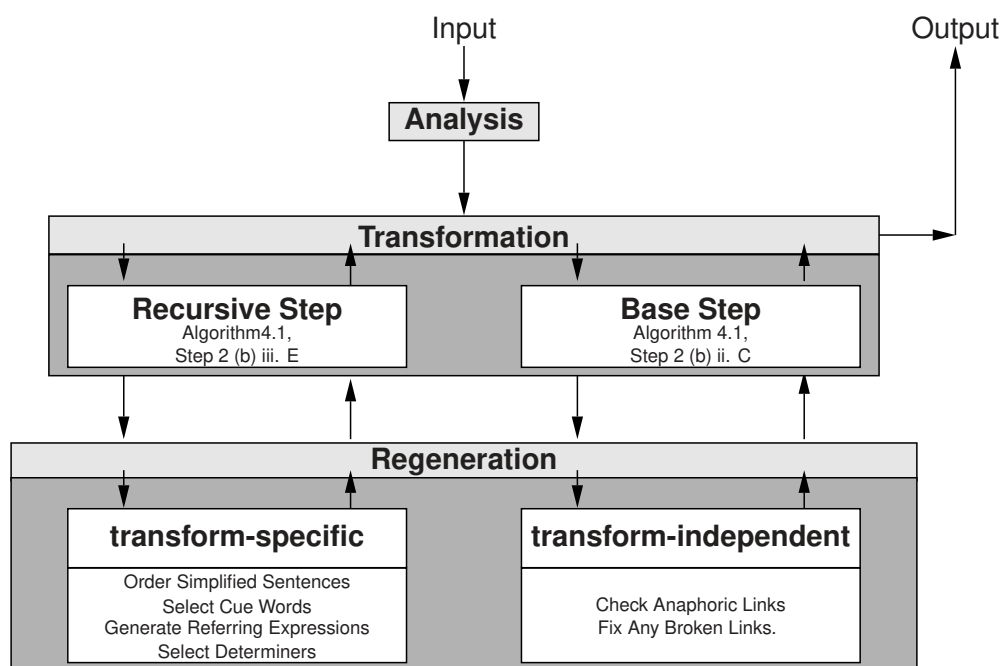 Input
Output
Analysis
Transformation
Recursive Step
Algorithm4.1,
Step 2 (b) iii. E
Base Step
Algorithm 4.1,
Step 2 (b) ii. C
Regeneration
transform-specific
Order Simplified Sentences
Select Cue Words
Generate Referring Expressions
Select Determiners
transform-independent
Check Anaphoric Links
Fix Any Broken Links.